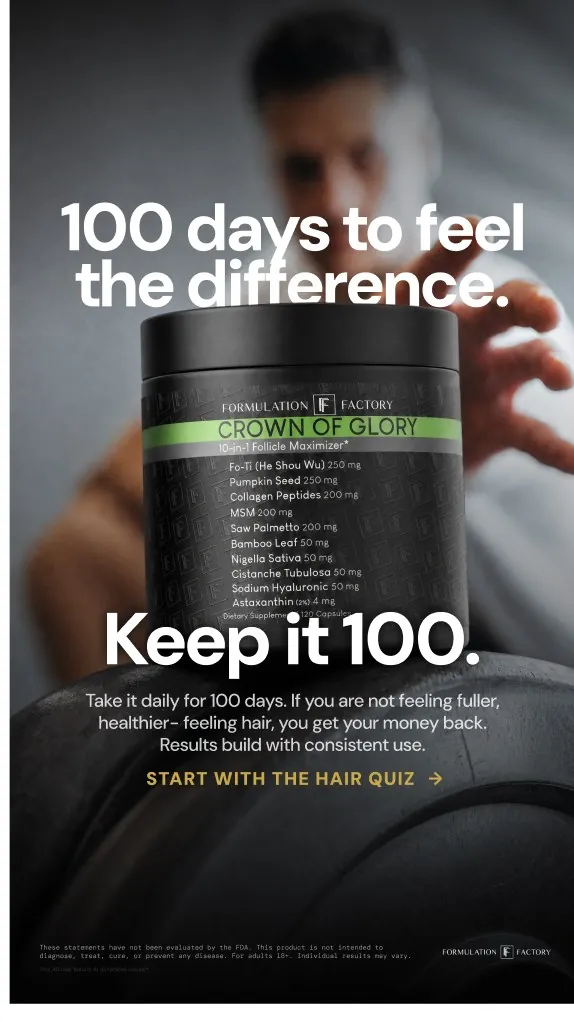 100 days to feel
the difference.
FORMULATION F FACTORY
CROWN OF GLORY
10-in-1 Follicle Maximizer*
Fo-Ti (He Shou Wu) 250 mg
Pumpkin Seed 250 mg
Collagen Peptides 200 mg
MSM 200 mg
Saw Palmetto 200 mg
Bamboo Leaf 50 mg
Nigella Sativa 50 mg
Cistanche Tubulosa 50 mg
Sodium Hyaluronic 50 mg
Astaxanthin (2%) 4 mg
Dietary 120 Capsules
Keep it 100.
Take it daily for 100 days. If you are not feeling fuller,
healthier- feeling hair, you get your money back.
Results build with consistent use.
START WITH THE HAIR QUIZ →
These statements have not been evaluated by the FDA. This product is not intended to
diagnose, treat, cure, or prevent any disease. For adults 18+. Individual results may vary.
FORMULATION F FACTORY